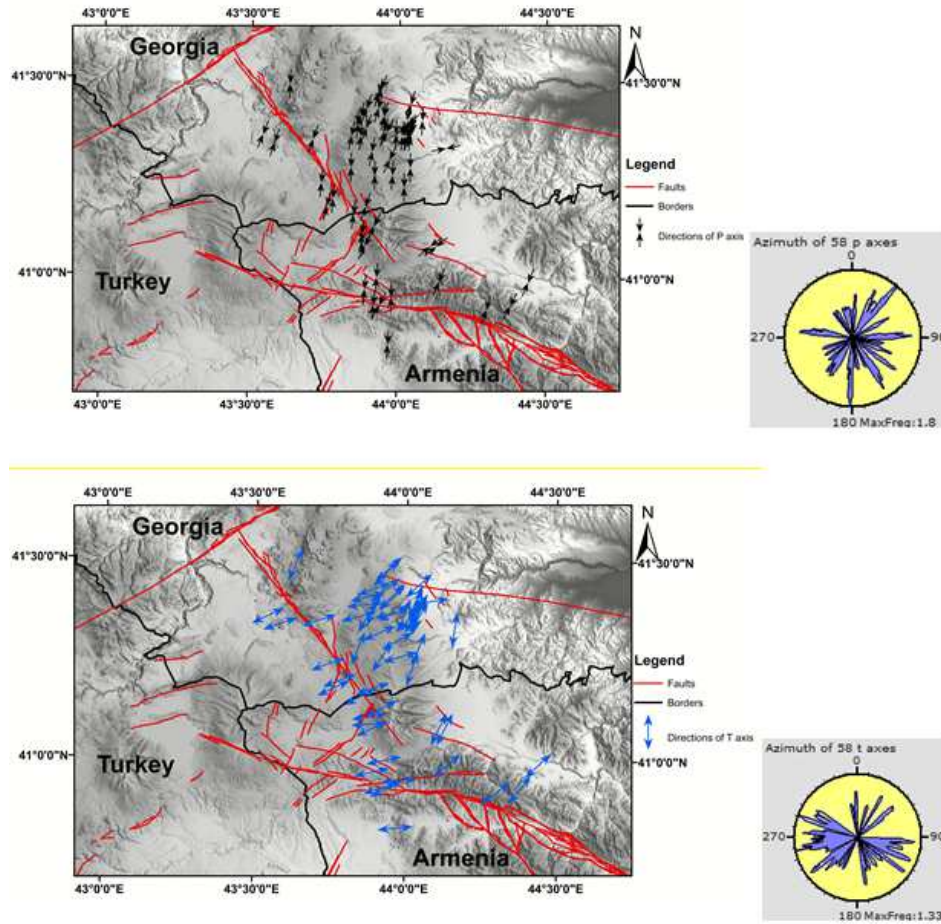 43°0'0"E 43°30'0"E 44°0'0"E 44°30'0"E
Georgia
N
41°30'0"N 41°30'0"N
Legend
Faults
Borders
Directions of P axis
41°0'0"N 41°0'0"N
Turkey
Armenia
43°0'0"E 43°30'0"E 44°0'0"E 44°30'0"E
Azimuth of 58 p axes
0
270 90
180 MaxFreq:1.8
43°0'0"E 43°30'0"E 44°0'0"E 44°30'0"E
Georgia
N
41°30'0"N 41°30'0"N
Legend
Faults
Borders
Directions of T axis
41°0'0"N 41°0'0"N
Turkey
Armenia
43°0'0"E 43°30'0"E 44°0'0"E 44°30'0"E
Azimuth of 58 t axes
0
270 90
180 MaxFreq:1.33